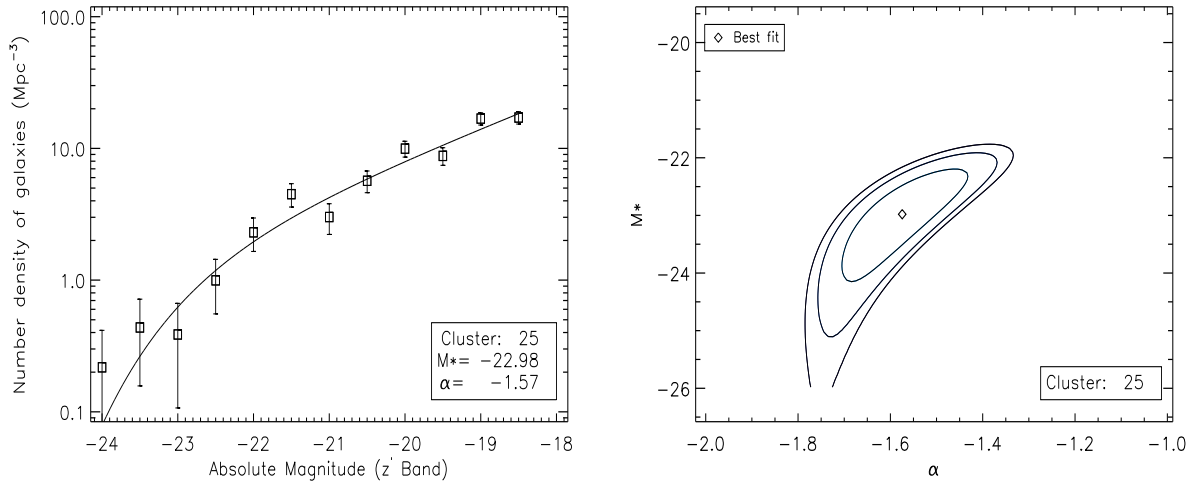 100.0
10.0
1.0
0.1
Number density of galaxies (Mpc⁻³)
Cluster: 25
M*= −22.98
α= −1.57
−24 −23 −22 −21 −20 −19 −18
Absolute Magnitude (z' Band)
Best fit
−20
−22
−24
−26
M*
Cluster: 25
−2.0 −1.8 −1.6 −1.4 −1.2 −1.0
α